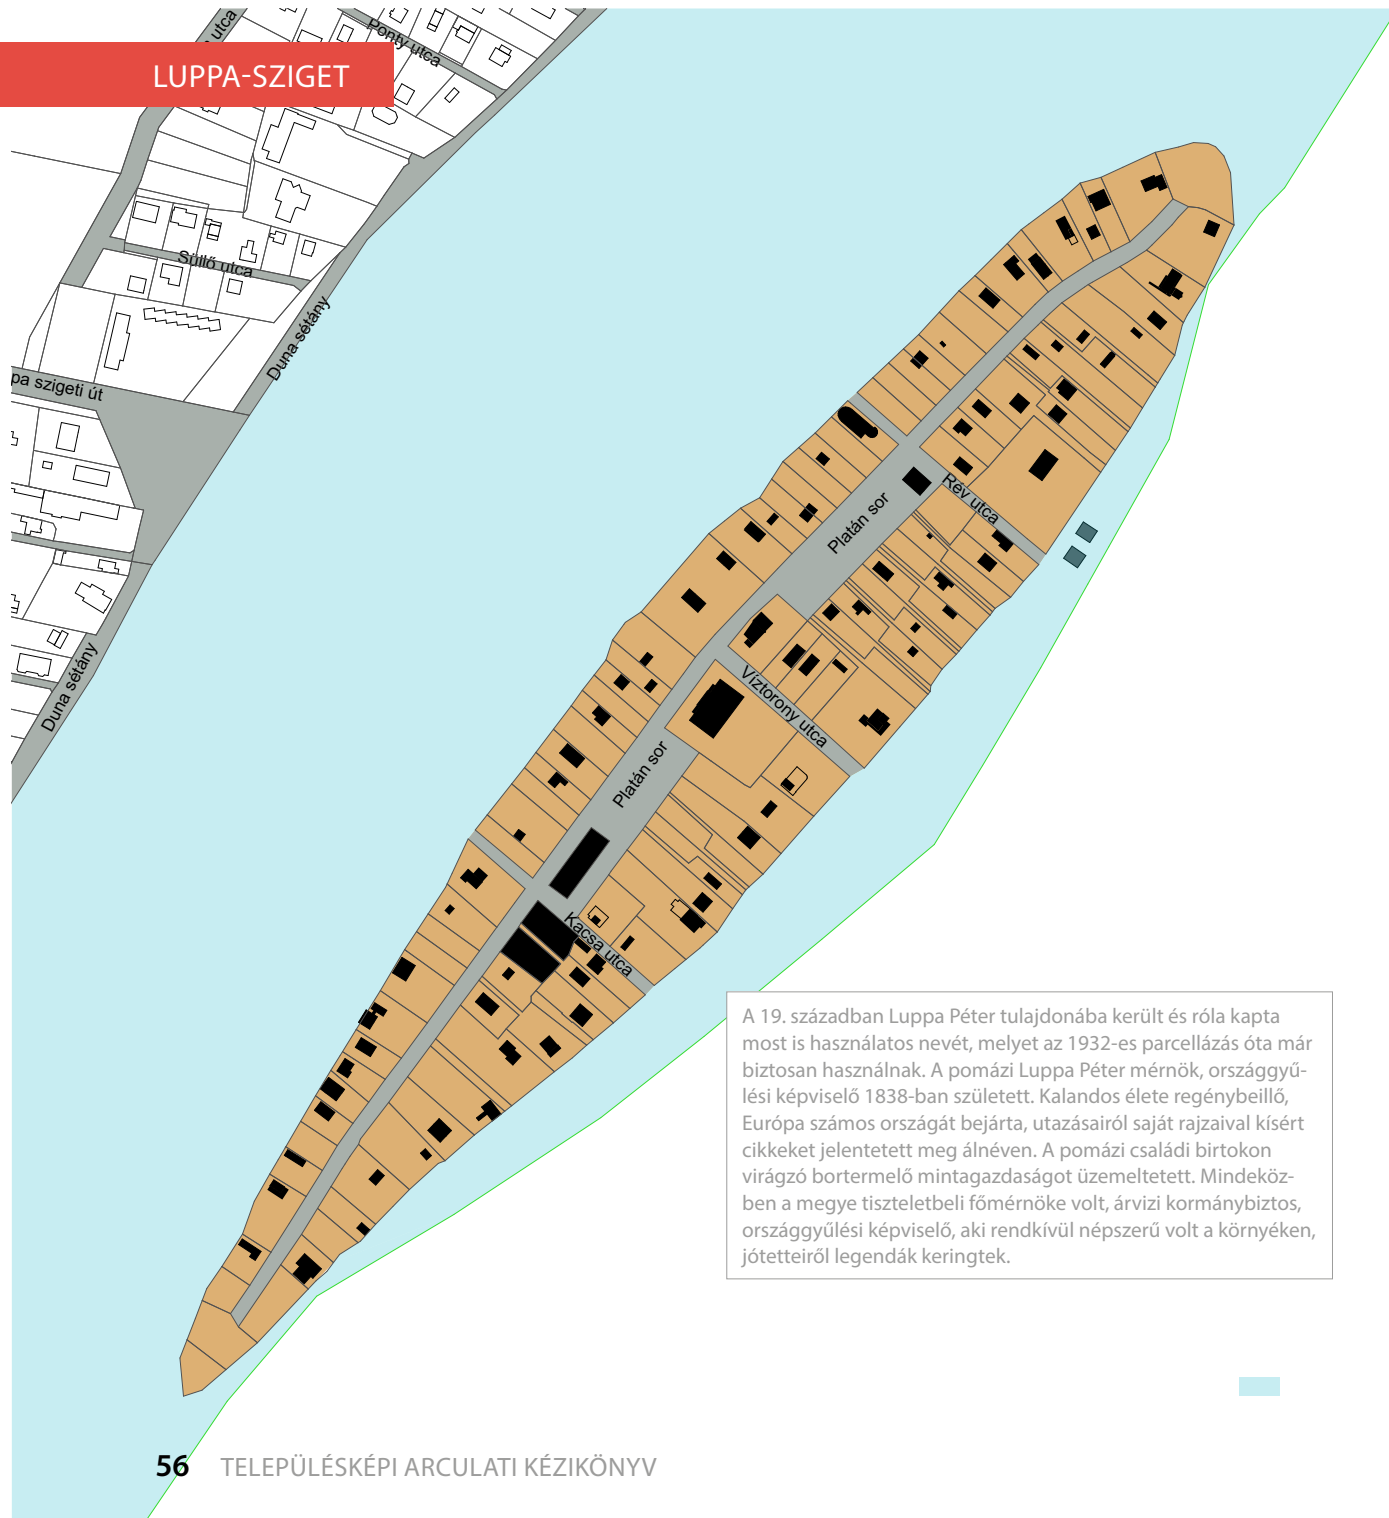 utca
Ponty utca
LUPPA-SZIGET
Süllő utca
Duna sétány
pa szigeti út
Duna sétány
Rév utca
Platán sor
Víztorony utca
Platán sor
Kacsa utca
A 19. században Luppa Péter tulajdonába került és róla kapta
most is használatos nevét, melyet az 1932-es parcellázás óta már
biztosan használnak. A pomázi Luppa Péter mérnök, országgyű-
lési képviselő 1838-ban született. Kalandos élete regénybeillő,
Európa számos országát bejárta, utazásairól saját rajzaival kísért
cikkeket jelentetett meg álnéven. A pomázi családi birtokon
virágzó bortermelő mintagazdaságot üzemeltetett. Mindeköz-
ben a megye tiszteletbeli főmérnöke volt, árvizi kormánybiztos,
országgyűlési képviselő, aki rendkívül népszerű volt a környéken,
jótetteiről legendák keringtek.
56 TELEPÜLÉSKÉPI ARCULATI KÉZIKÖNYV